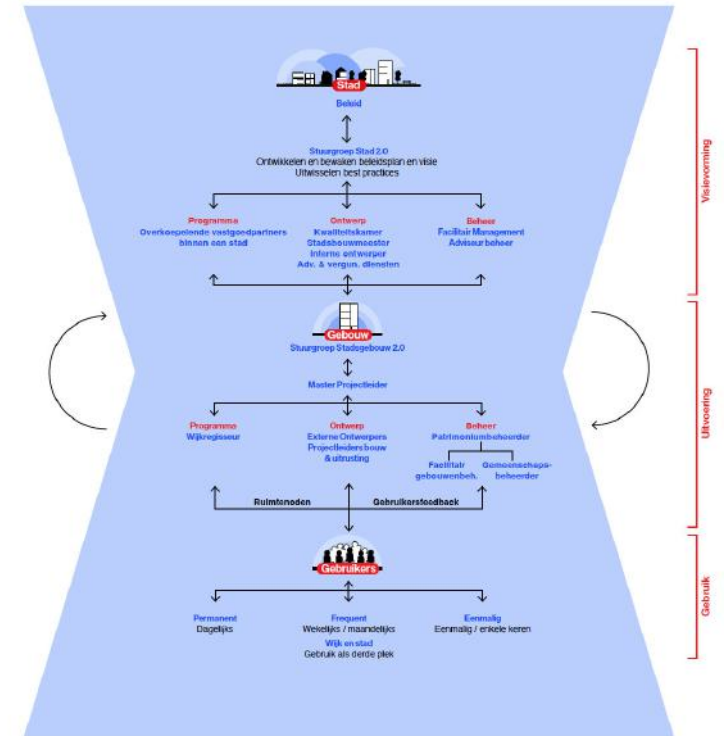 Stad
Beleid
Stuurgroep Stad 2.0
Ontwikkelen en bewaken beleidsplan en visie
Uitwisselen best practices
Programma
Overkoepelende vastgoedpartners
binnen een stad
Ontwerp
Kwaliteitskamer
Stadsbouwmeester
Interne ontwerper
Adv. & vergun. diensten
Beheer
Facilitair Management
Adviseur beheer
Visievorming
Gebouw
Stuurgroep Stadsgebouw 2.0
Master Projectleider
Programma
Wijkregisseur
Ontwerp
Externe Ontwerpers
Projectleiders bouw
& uitrusting
Beheer
Patrimoniumbeheerder
Facilitair
gebouwenbeh.
Gemeenschaps-
beheerder
Ruimtenoden
Gebruikersfeedback
Uitvoering
Gebruikers
Permanent
Dagelijks
Frequent
Wekelijks / maandelijks
Wijk en stad
Gebruik als derde plek
Eenmalig
Eenmalig / enkele keren
Gebruik